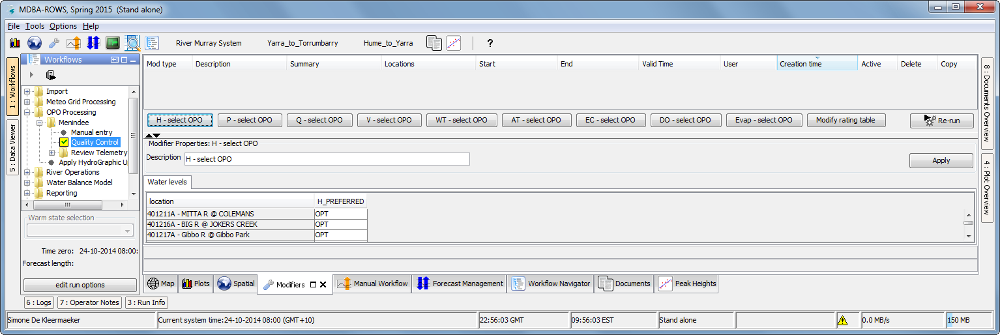 MDBA-ROWS, Spring 2015 (Stand alone)
File Tools Options Help
River Murray System Yarra_to_Torrumbarry Hume_to_Yarra ?
1 : Workflows
5 : Data Viewer
Workflows
Import
Meteo Grid Processing
OPO Processing
Menindee
Manual entry
Quality Control
Review Telemetry
Apply HydroGraphic U
River Operations
Water Balance Model
Reporting
Warm state selection
Time zero: 24-10-2014 08:00:
Forecast length:
edit run options
Mod type Description Summary Locations Start End Valid Time User Creation time Active Delete Copy
H - select OPO P - select OPO Q - select OPO V - select OPO WT - select OPO AT - select OPO EC - select OPO DO - select OPO Evap - select OPO Modify rating table Re-run
Modifier Properties: H - select OPO
Description H - select OPO Apply
Water levels
location H_PREFERRED
401211A - MITTA R @ COLEMANS OPT
401216A - BIG R @ JOKERS CREEK OPT
401217A - Gibbo R @ Gibbo Park OPT
8 : Documents Overview
4 : Plot Overview
Map Plots Spatial Modifiers Manual Workflow Forecast Management Workflow Navigator Documents Peak Heights
6 : Logs 7 : Operator Notes 3 : Run Info
Simone De Kleermaeker Current system time:24-10-2014 08:00 (GMT+10) 22:56:03 GMT 09:56:03 EST Stand alone 0.0 MB/s 150 MB